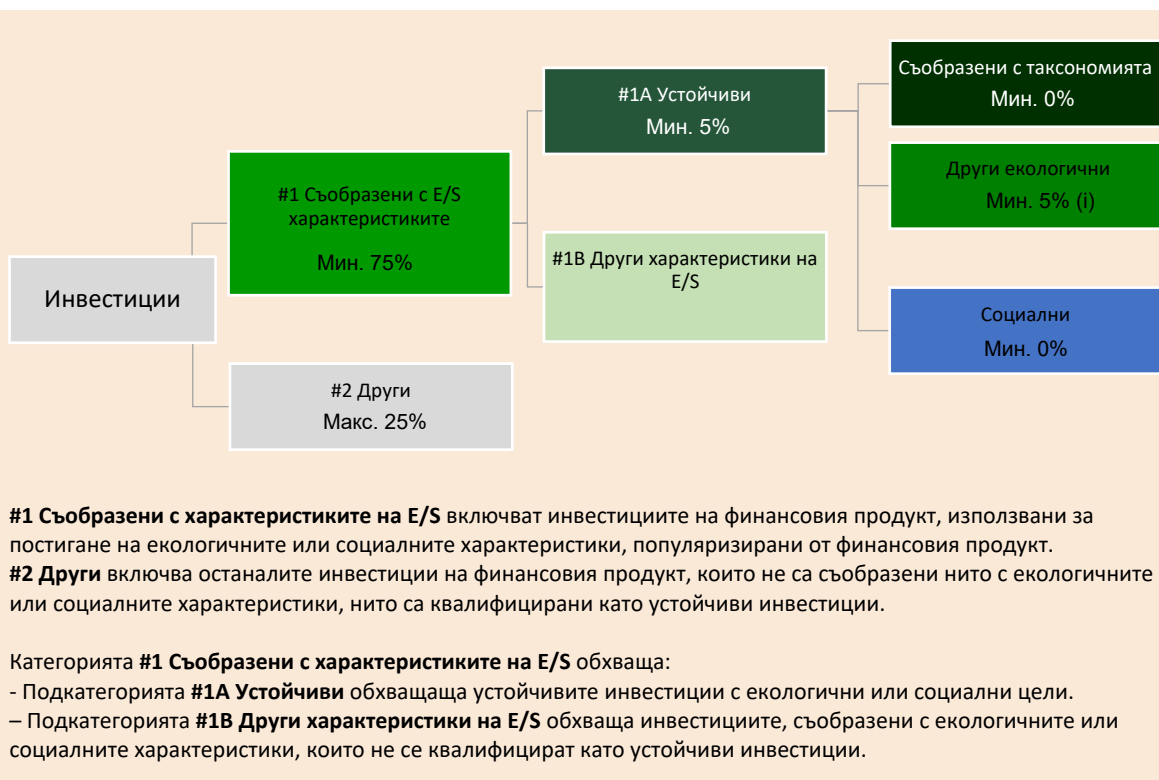 Инвестиции
#1 Съобразени с E/S
характеристиките
Мин. 75%
#2 Други
Макс. 25%
#1A Устойчиви
Мин. 5%
#1B Други характеристики на
E/S
Съобразени с таксономията
Мин. 0%
Други екологични
Мин. 5% (i)
Социални
Мин. 0%
#1 Съобразени с характеристиките на E/S включват инвестициите на финансовия продукт, използвани за
постигане на екологичните или социалните характеристики, популяризирани от финансовия продукт.
#2 Други включва останалите инвестиции на финансовия продукт, които не са съобразени нито с екологичните
или социалните характеристики, нито са квалифицирани като устойчиви инвестиции.
Категорията #1 Съобразени с характеристиките на E/S обхваща:
- Подкатегорията #1A Устойчиви обхващаща устойчивите инвестиции с екологични или социални цели.
– Подкатегорията #1B Други характеристики на E/S обхваща инвестициите, съобразени с екологичните или
социалните характеристики, които не се квалифицират като устойчиви инвестиции.